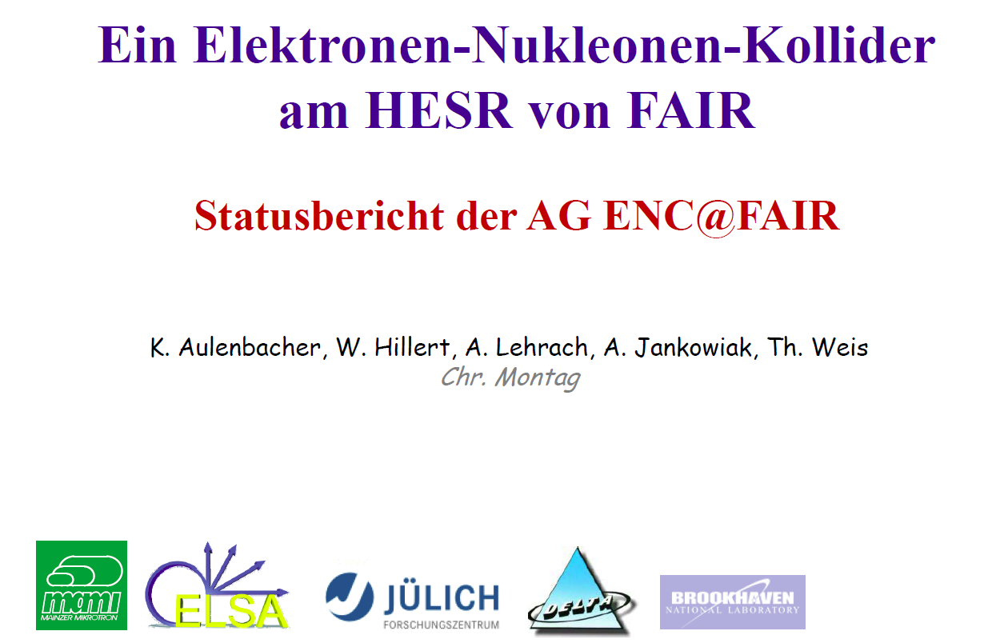 Ein Elektronen-Nukleonen-Kollider
am HESR von FAIR
Statusbericht der AG ENC@FAIR
K. Aulenbacher, W. Hillert, A. Lehrach, A. Jankowiak, Th. Weis
Chr. Montag
mami
MAINZER MIKROTRON
ELSA
JÜLICH
FORSCHUNGSZENTRUM
DELTA
BROOKHAVEN
NATIONAL LABORATORY